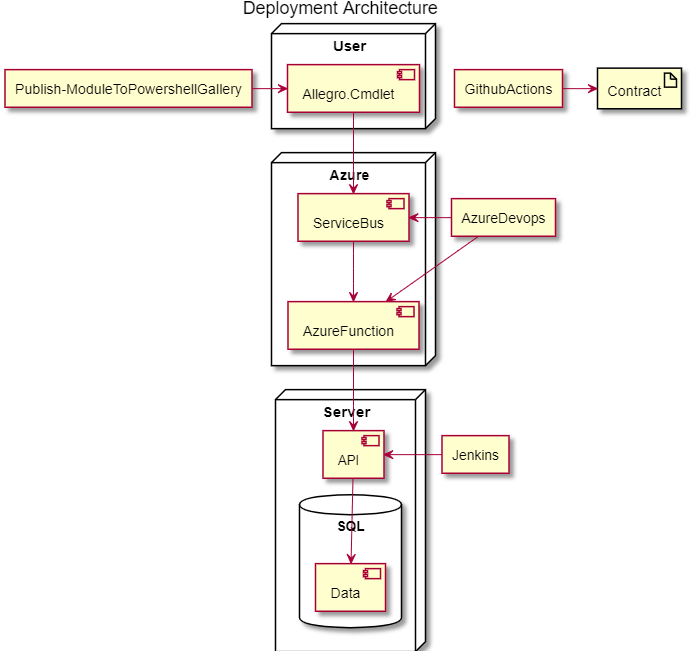 Deployment Architecture
User
Publish-ModuleToPowershellGallery
Allegro.Cmdlet
GithubActions
Contract
Azure
ServiceBus
AzureDevops
AzureFunction
Server
API
Jenkins
SQL
Data